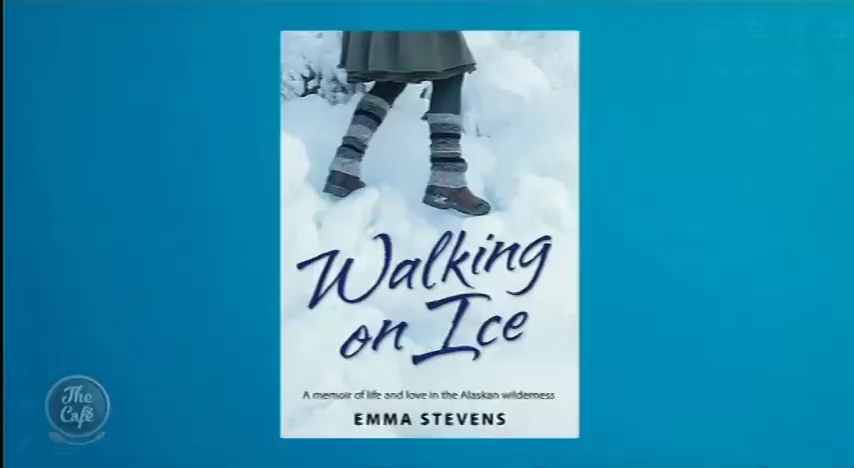 Walking
on Ice
A memoir of life and love in the Alaskan wilderness
EMMA STEVENS
The
Café